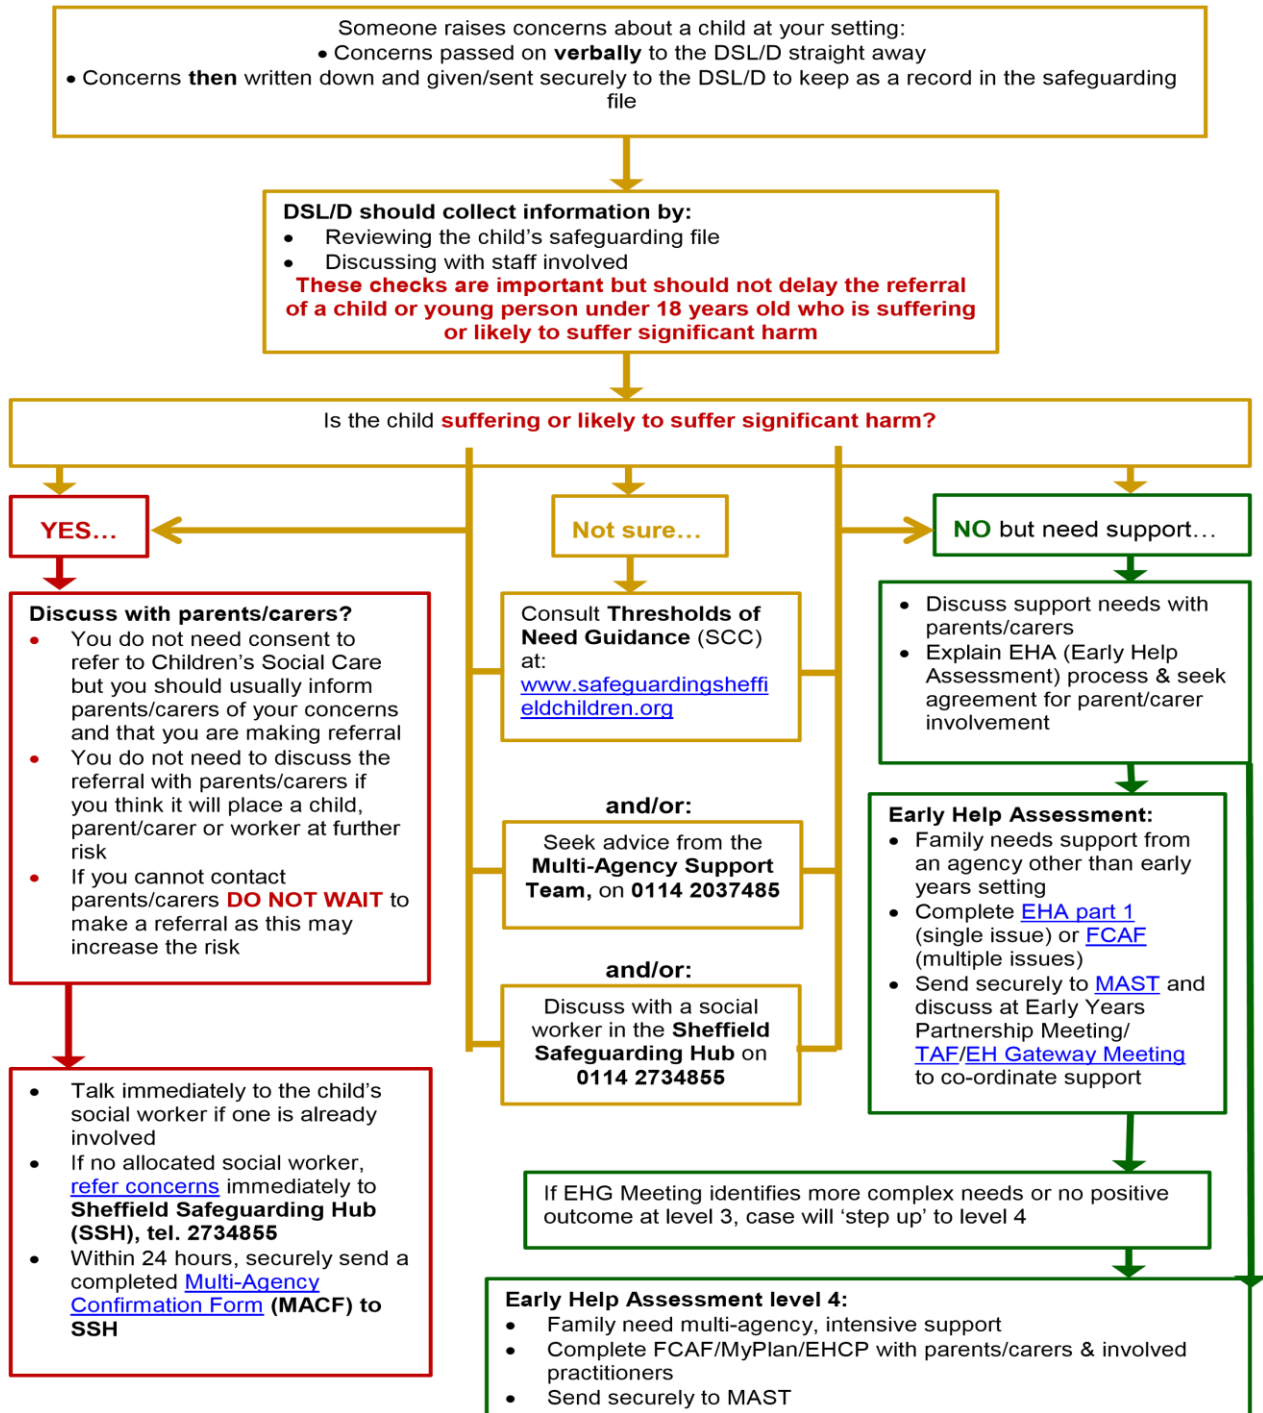 Someone raises concerns about a child at your setting:
• Concerns passed on verbally to the DSL/D straight away
• Concerns then written down and given/sent securely to the DSL/D to keep as a record in the safeguarding
file
DSL/D should collect information by:
• Reviewing the child's safeguarding file
• Discussing with staff involved
These checks are important but should not delay the referral
of a child or young person under 18 years old who is suffering
or likely to suffer significant harm
Is the child suffering or likely to suffer significant harm?
YES…
Discuss with parents/carers?
• You do not need consent to
refer to Children's Social Care
but you should usually inform
parents/carers of your concerns
and that you are making referral
• You do not need to discuss the
referral with parents/carers if
you think it will place a child,
parent/carer or worker at further
risk
• If you cannot contact
parents/carers DO NOT WAIT to
make a referral as this may
increase the risk
• Talk immediately to the child's
social worker if one is already
involved
• If no allocated social worker,
refer concerns immediately to
Sheffield Safeguarding Hub
(SSH), tel. 2734855
• Within 24 hours, securely send a
completed Multi-Agency
Confirmation Form (MACF) to
SSH
Not sure…
Consult Thresholds of
Need Guidance (SCC)
at:
www.safeguardingsheffi
eldchildren.org
and/or:
Seek advice from the
Multi-Agency Support
Team, on 0114 2037485
and/or:
Discuss with a social
worker in the Sheffield
Safeguarding Hub on
0114 2734855
NO but need support…
• Discuss support needs with
parents/carers
• Explain EHA (Early Help
Assessment) process & seek
agreement for parent/carer
involvement
Early Help Assessment:
• Family needs support from
an agency other than early
years setting
• Complete EHA part 1
(single issue) or FCAF
(multiple issues)
• Send securely to MAST and
discuss at Early Years
Partnership Meeting/
TAF/EH Gateway Meeting
to co-ordinate support
If EHG Meeting identifies more complex needs or no positive
outcome at level 3, case will 'step up' to level 4
Early Help Assessment level 4:
• Family need multi-agency, intensive support
• Complete FCAF/MyPlan/EHCP with parents/carers & involved
practitioners
• Send securely to MAST